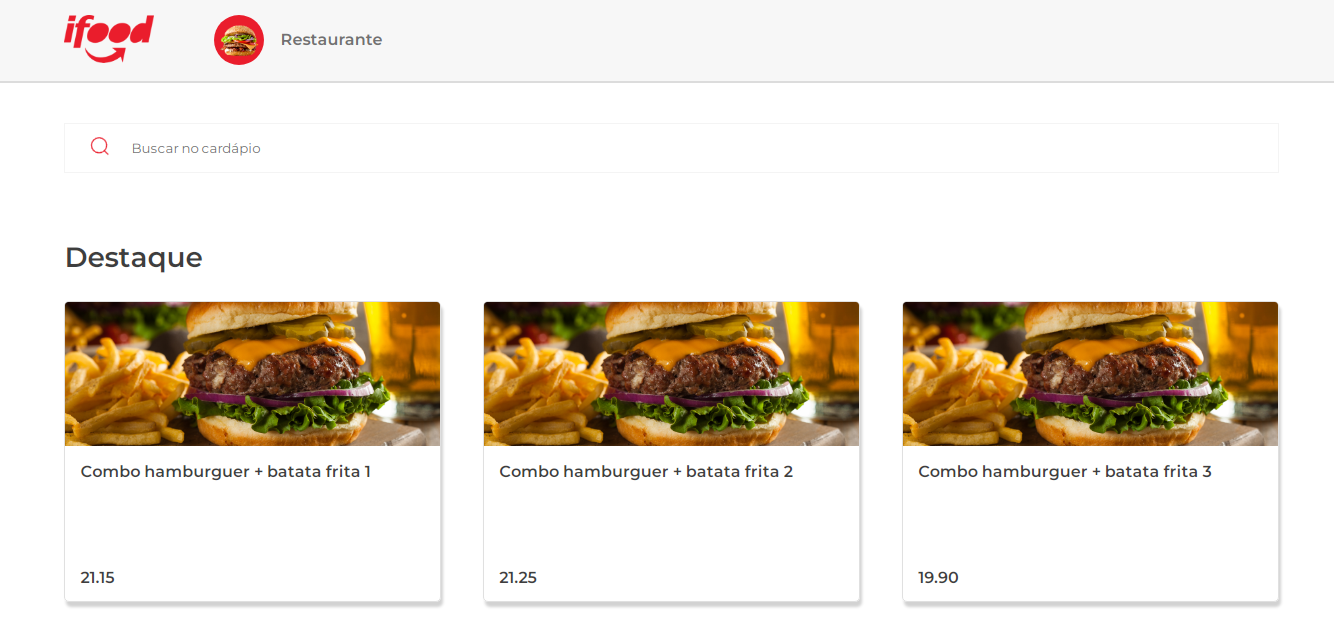 ifood
Restaurante
Buscar no cardápio
Destaque
Combo hamburguer + batata frita 1
21.15
Combo hamburguer + batata frita 2
21.25
Combo hamburguer + batata frita 3
19.90